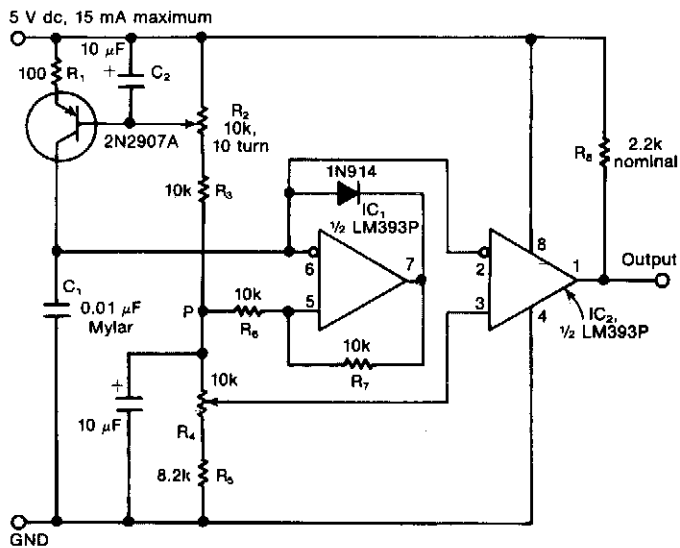 5 V dc, 15 mA maximum
10 μF
+
C₂
100
R₁
2N2907A
R₂
10k,
10 turn
R₈
2.2k
nominal
10k
R₃
1N914
IC₁
½ LM393P
6
7
5
8
2
1
3
4
Output
IC₂,
½ LM393P
C₁
0.01 μF
Mylar
P
10k
R₆
10k
R₇
+
10 μF
10k
R₄
8.2k
R₅
GND